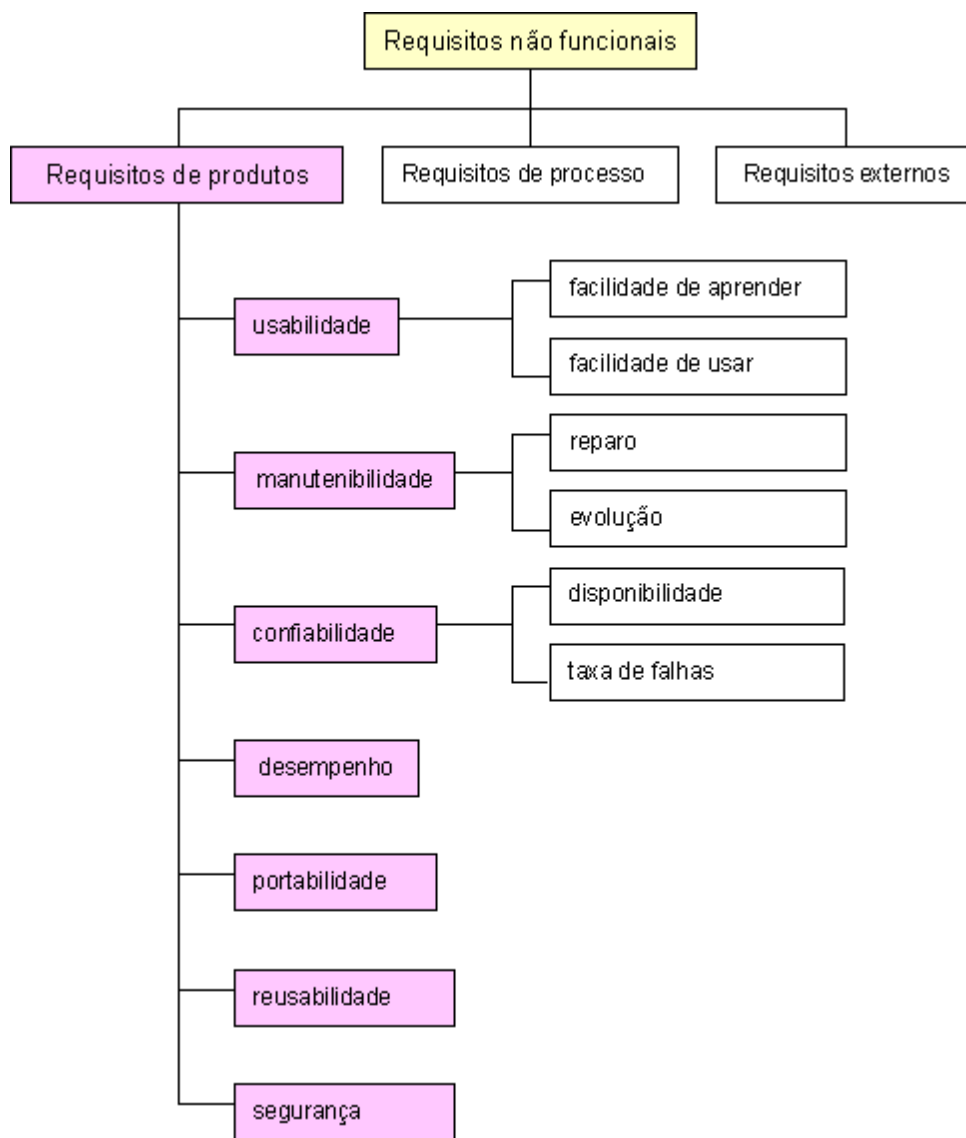 Requisitos não funcionais
Requisitos de produtos
Requisitos de processo
Requisitos externos
usabilidade
facilidade de aprender
facilidade de usar
manutenibilidade
reparo
evolução
confiabilidade
disponibilidade
taxa de falhas
desempenho
portabilidade
reusabilidade
segurança